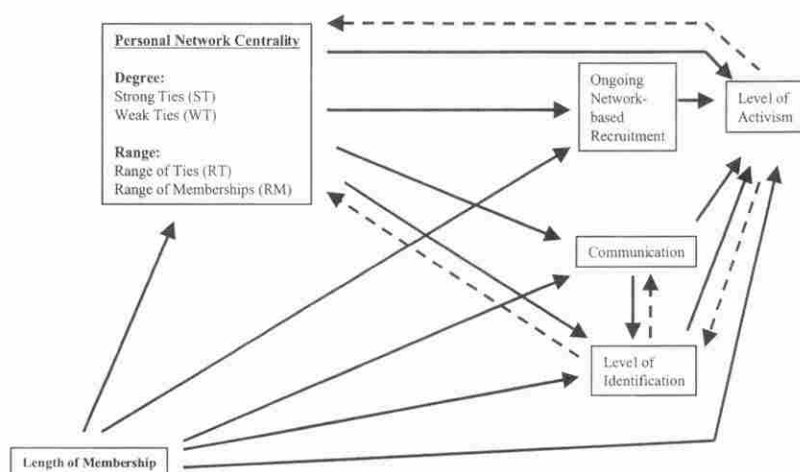 Personal Network Centrality
Degree:
Strong Ties (ST)
Weak Ties (WT)
Range:
Range of Ties (RT)
Range of Memberships (RM)
Ongoing
Network-
based
Recruitment
Level of
Activism
Communication
Level of
Identification
Length of Membership